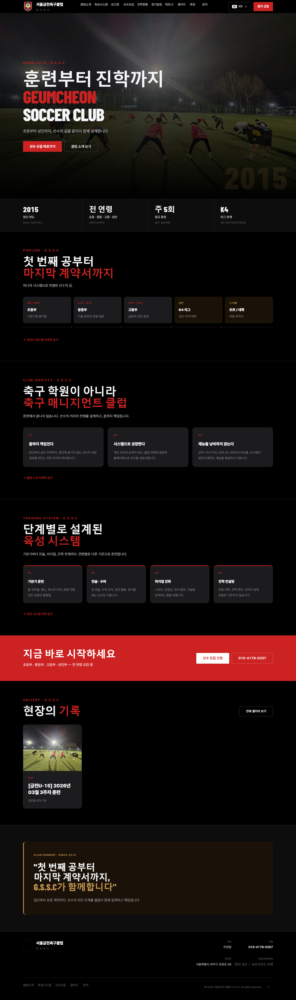 서울금천축구클럽
G.S.S.C
클럽소개 육성시스템 로드맵 선수모집 진학현황 경기일정 파트너 갤러리 후원 문의
KR
참가 신청
SINCE 2015 · G.S.S.C
훈련부터 진학까지
GEUMCHEON
SOCCER CLUB
초등부터 성인까지, 선수의 길을 끝까지 함께 설계합니다.
선수 모집 바로가기
클럽 소개 보기
2015
2015
창단 연도
Since 10년의 역사
전 연령
초등 · 중등 · 고등 · 성인
U6부터 K4까지
주 5회
정규 훈련
실내 · 실외 병행
K4
리그 연계
성인 무대 직결 파이프라인
PIPELINE · G.S.S.C
첫 번째 공부터
마지막 계약서까지
하나의 시스템으로 연결된 선수의 길.
U8 – U12
초등부
기본기와 즐거움
U13 – U15
중등부
기술 완성과 전술 입문
U16 – U18
고등부
실전과 진로 설계
성인
K4 리그
성인 무대 데뷔
그 다음
프로 / 대학
최종 목적지
→ 커리어 로드맵 자세히 보기
CLUB IDENTITY · G.S.S.C
축구 학원이 아니라
축구 매니지먼트 클럽
훈련에서 끝나지 않습니다. 선수의 커리어 전체를 설계하고, 끝까지 책임집니다.
01
끝까지 책임진다
입단부터 성인 무대까지. 중간에 끊기지 않는 선수의 성장
경로를 만드는 것이 우리의 약속입니다.
02
시스템으로 성장한다
개인 코치의 능력이 아닌, 클럽 전체의 일관된
플레이북으로 선수를 성장시킵니다.
03
재능을 낭비하지 않는다
상위 1%가 아닌 상위 20~40%의 선수들. 시스템이
없어서 묻히는 재능을 발굴하고 키웁니다.
→ 클럽 소개 자세히 보기
TRAINING SYSTEM · G.S.S.C
단계별로 설계된
육성 시스템
기본기부터 전술, 피지컬, 진학 연계까지. 연령별로 다른 기준으로 훈련합니다.
01
기본기 훈련
볼 컨트롤, 패스, 퍼스트 터치, 방향 전환.
모든 성장의 출발점.
02
전술 · 수비
팀 전술, 수비 조직, 공간 활용. 경기를
읽는 선수로 키웁니다.
03
피지컬 강화
스피드, 민첩성, 코어 훈련. 기술을
받쳐주는 몸을 만듭니다.
04
진학 컨설팅
목표 대학, 진학 루트, 커리어 설계.
운동만 가르치지 않습니다.
→ 육성 시스템 전체 보기
지금 바로 시작하세요
초등부 · 중등부 · 고등부 · 성인부 — 전 연령 모집 중
선수 모집 신청
010-4178-0207
GALLERY · G.S.S.C
현장의 기록
전체 갤러리 보기
훈련
[금천U-15] 2026년
03월 3주차 훈련
2026-03-19
CLUB PROMISE · SINCE 2015
"첫 번째 공부터
마지막 계약서까지,
G.S.S.C가 함께합니다"
입단부터 프로 계약까지. 선수의 모든 단계를 클럽이 함께 설계하고 책임집니다.
서울금천축구클럽
G.S.S.C
대표
천경필
전화
010-4178-0207
훈련장
서울특별시 관악구 조원로 56
사업자등록번호
[확인 필요 — 실제 번호로 교체]
클럽소개 육성시스템 선수모집 갤러리 문의
© 2026 서울금천축구클럽 G.S.S.C. All rights reserved.